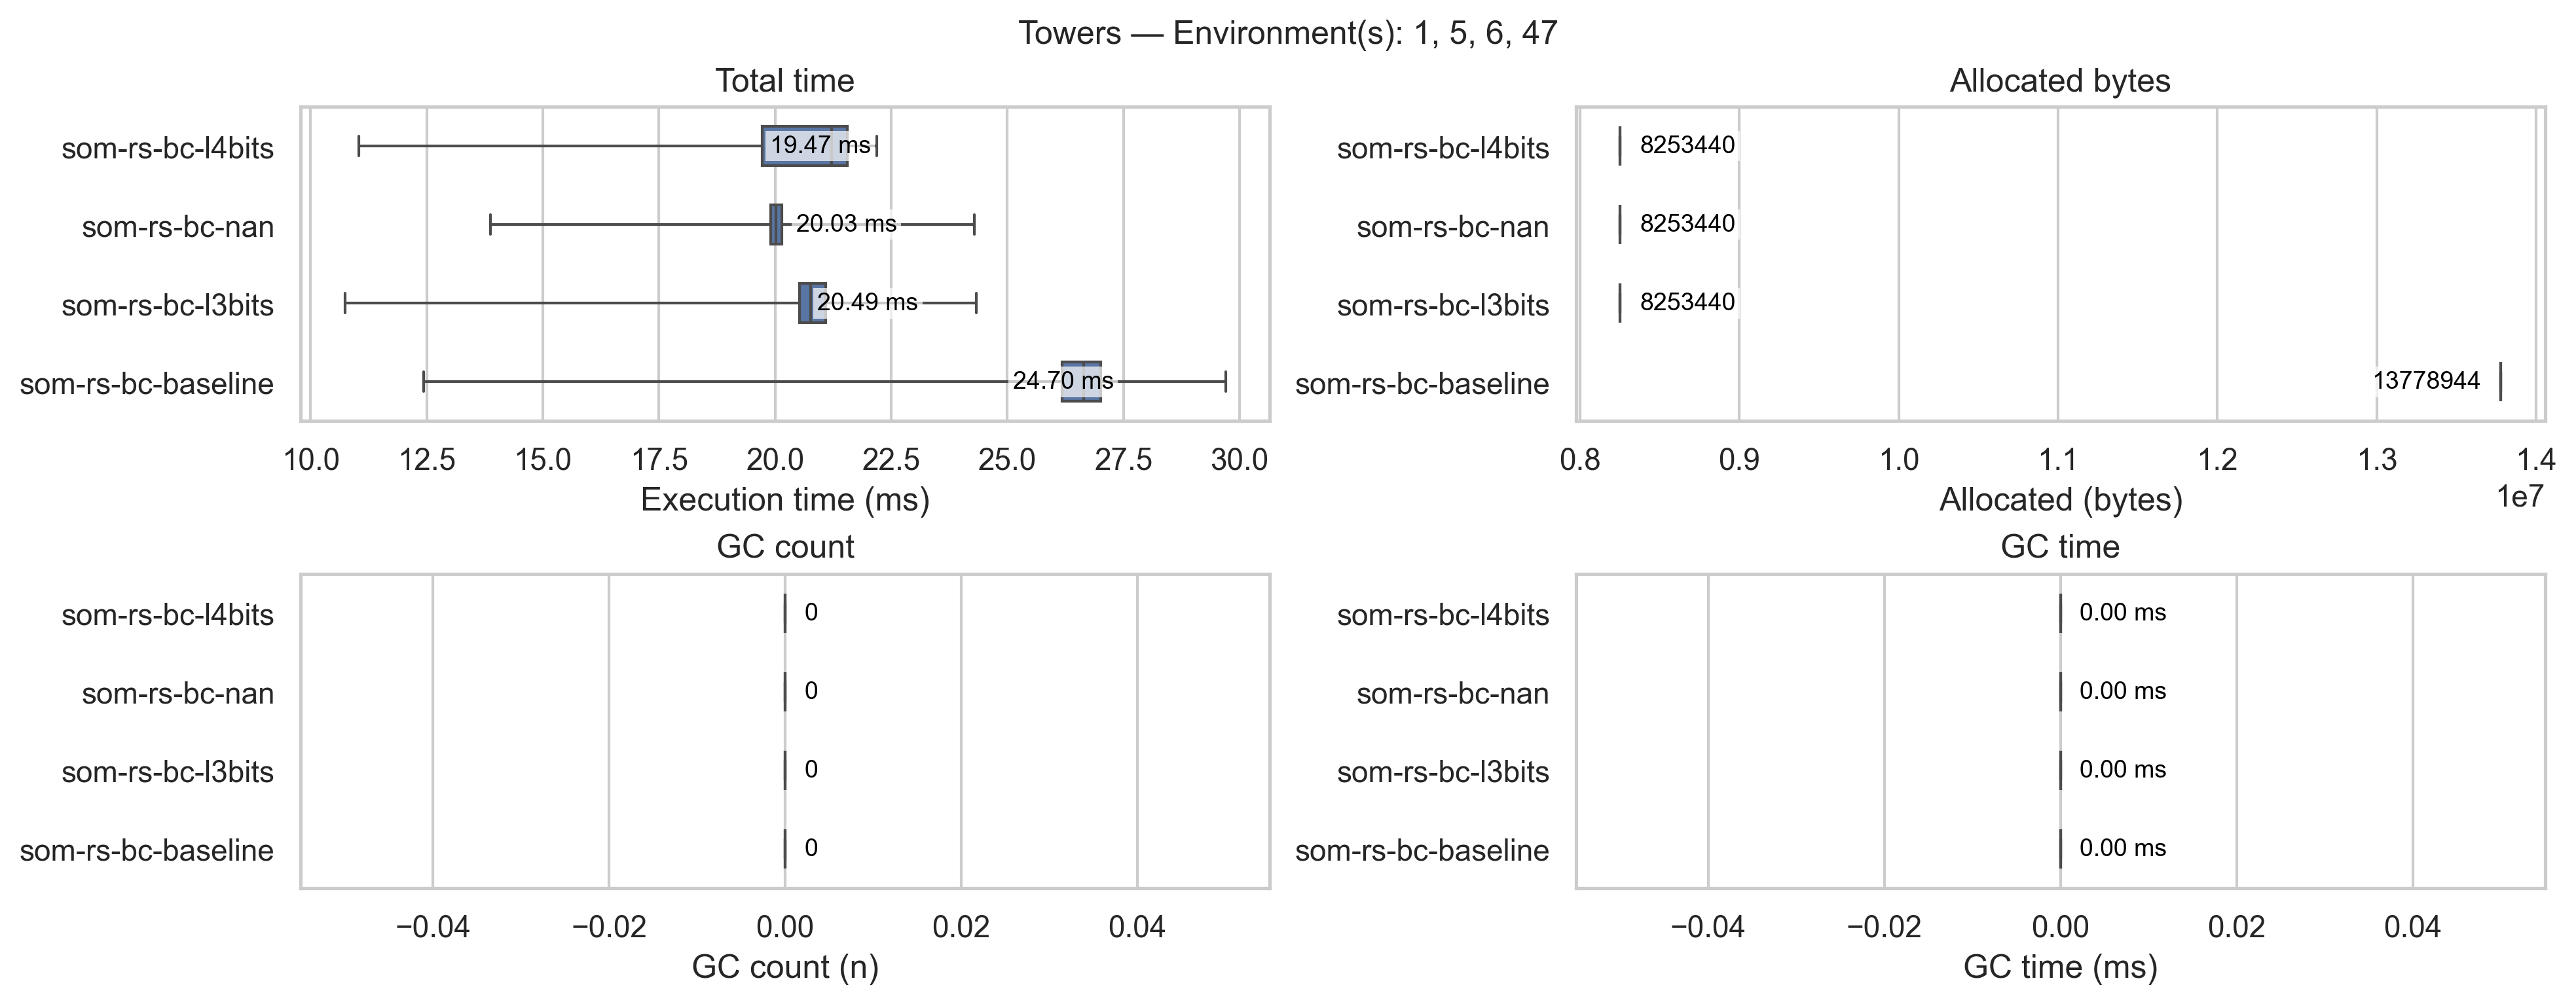 Towers — Environment(s): 1, 5, 6, 47
Total time
som-rs-bc-l4bits
19.47 ms
som-rs-bc-nan
20.03 ms
som-rs-bc-l3bits
20.49 ms
som-rs-bc-baseline
24.70 ms
10.0 12.5 15.0 17.5 20.0 22.5 25.0 27.5 30.0
Execution time (ms)
Allocated bytes
som-rs-bc-l4bits
8253440
som-rs-bc-nan
8253440
som-rs-bc-l3bits
8253440
som-rs-bc-baseline
13778944
0.8 0.9 1.0 1.1 1.2 1.3 1.4
1e7
Allocated (bytes)
GC count
som-rs-bc-l4bits
0
som-rs-bc-nan
0
som-rs-bc-l3bits
0
som-rs-bc-baseline
0
−0.04 −0.02 0.00 0.02 0.04
GC count (n)
GC time
som-rs-bc-l4bits
0.00 ms
som-rs-bc-nan
0.00 ms
som-rs-bc-l3bits
0.00 ms
som-rs-bc-baseline
0.00 ms
−0.04 −0.02 0.00 0.02 0.04
GC time (ms)